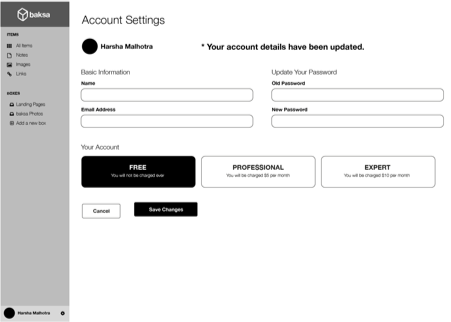 baksa
ITEMS
All Items
Notes
Images
Links
BOXES
Landing Pages
baksa Photos
Add a new box
Harsha Malhotra
Account Settings
Harsha Malhotra
* Your account details have been updated.
Basic Information
Name
Email Address
Update Your Password
Old Password
New Password
Your Account
FREE
You will not be charged ever
PROFESSIONAL
You will be charged $5 per month
EXPERT
You will be charged $10 per month
Cancel
Save Changes